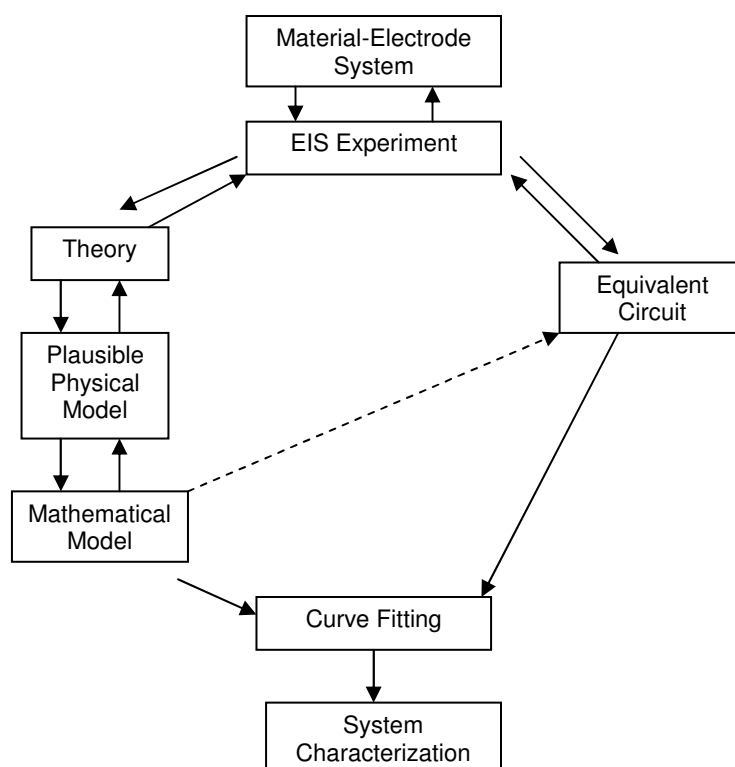 Material-Electrode
System
EIS Experiment
Theory
Equivalent
Circuit
Plausible
Physical
Model
Mathematical
Model
Curve Fitting
System
Characterization